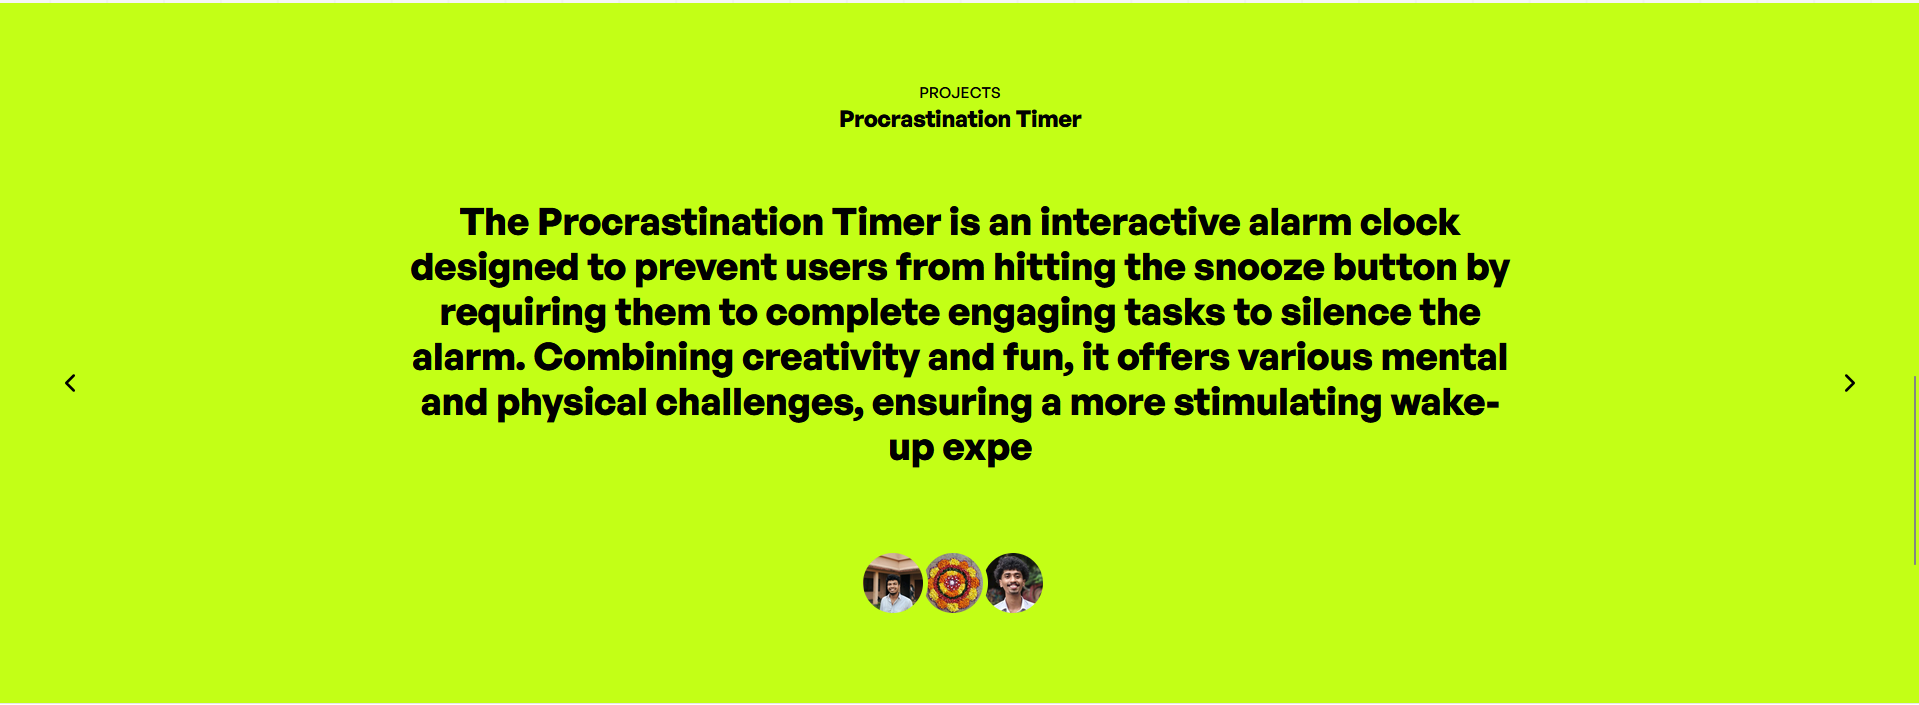 PROJECTS
Procrastination Timer
The Procrastination Timer is an interactive alarm clock
designed to prevent users from hitting the snooze button by
requiring them to complete engaging tasks to silence the
alarm. Combining creativity and fun, it offers various mental
and physical challenges, ensuring a more stimulating wake-
up expe